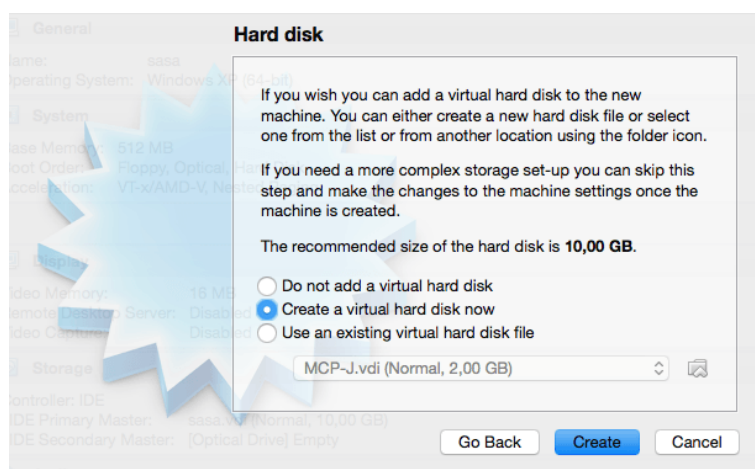 General
Hard disk
Name: sasa
Operating System: Windows XP (64-bit)
If you wish you can add a virtual hard disk to the new
machine. You can either create a new hard disk file or select
one from the list or from another location using the folder icon.
System
Base Memory: 512 MB
Boot Order: Floppy, Optical, Hard Disk
Acceleration: VT-x/AMD-V, Nested
If you need a more complex storage set-up you can skip this
step and make the changes to the machine settings once the
machine is created.
The recommended size of the hard disk is 10,00 GB.
Display
Video Memory: 16 MB
Remote Desktop Server: Disabled
Video Capture: Disabled
Do not add a virtual hard disk
Create a virtual hard disk now
Use an existing virtual hard disk file
Storage
MCP-J.vdi (Normal, 2,00 GB)
Controller: IDE
IDE Primary Master: sasa.vdi (Normal, 10,00 GB)
IDE Secondary Master: [Optical Drive] Empty
Go Back
Create
Cancel